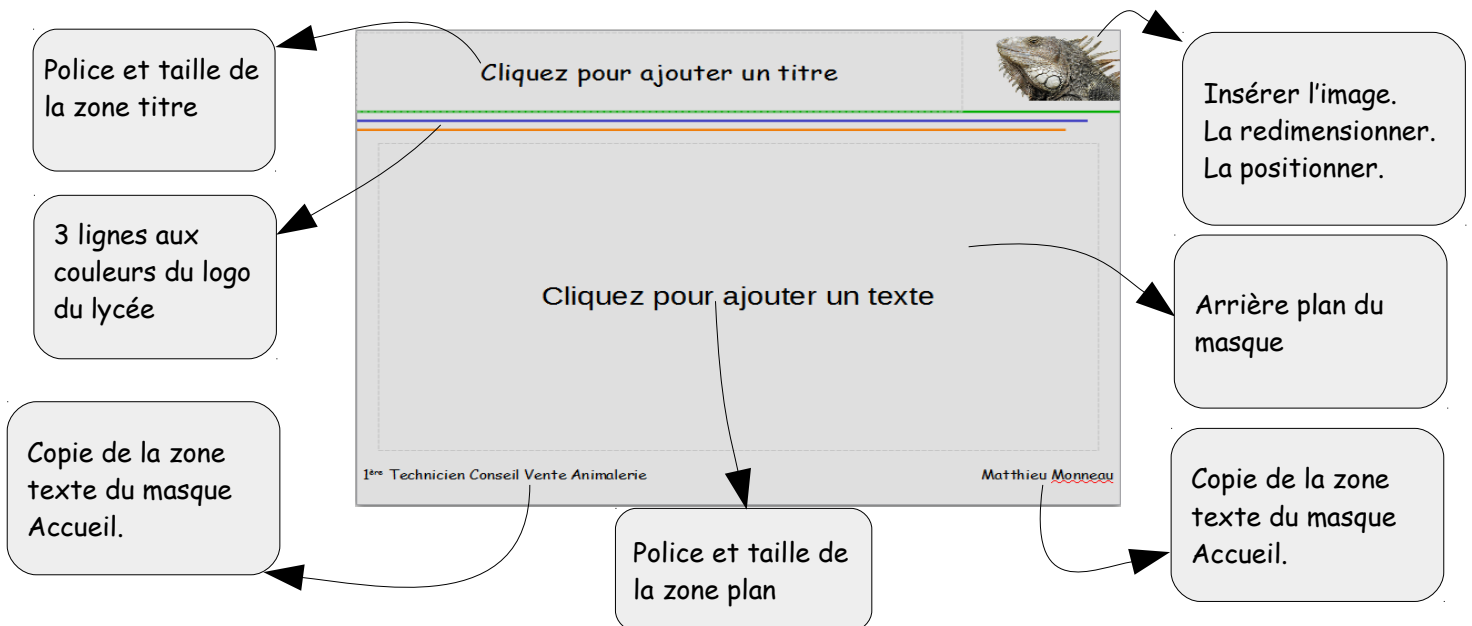 Police et taille de
la zone titre
Cliquez pour ajouter un titre
Insérer l'image.
La redimensionner.
La positionner.
3 lignes aux
couleurs du logo
du lycée
Cliquez pour ajouter un texte
Arrière plan du
masque
Copie de la zone
texte du masque
Accueil.
1ère Technicien Conseil Vente Animalerie
Matthieu Monneau
Copie de la zone
texte du masque
Accueil.
Police et taille de
la zone plan